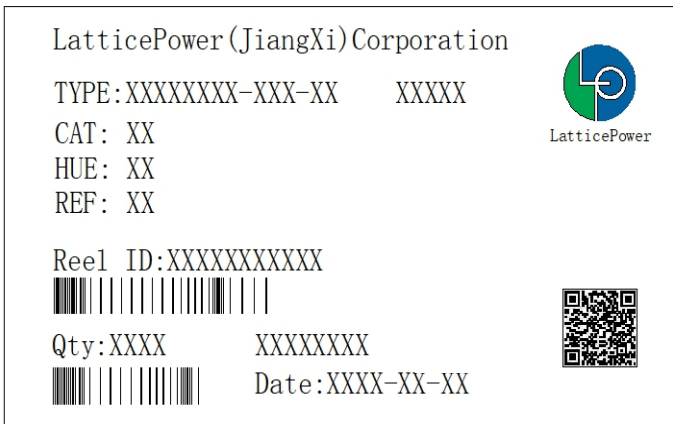 LatticePower(JiangXi)Corporation
TYPE:XXXXXXXX-XXX-XX XXXXX
LatticePower
CAT: XX
HUE: XX
REF: XX
Reel ID:XXXXXXXXXXX
Qty:XXXX XXXXXXXX
Date:XXXX-XX-XX